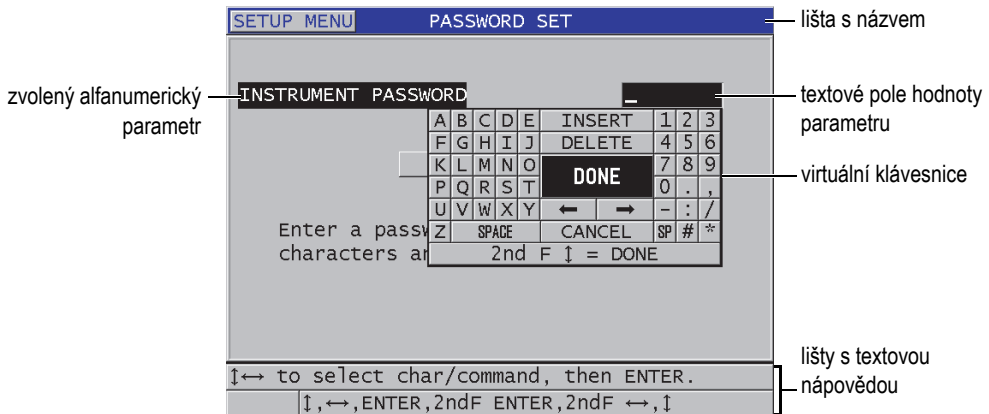 SETUP MENU PASSWORD SET
lišta s názvem
zvolený alfanumerický
parametr
INSTRUMENT PASSWORD
_
textové pole hodnoty
parametru
A B C D E INSERT 1 2 3
F G H I J DELETE 4 5 6
K L M N O DONE 7 8 9
P Q R S T 0 . ,
U V W X Y ← → - : /
Z SPACE CANCEL SP # *
2nd F ↕ = DONE
virtuální klávesnice
Enter a passw
characters an
lišty s textovou
nápovědou
↕↔ to select char/command, then ENTER.
↕,↔,ENTER,2ndF ENTER,2ndF ↔,↕